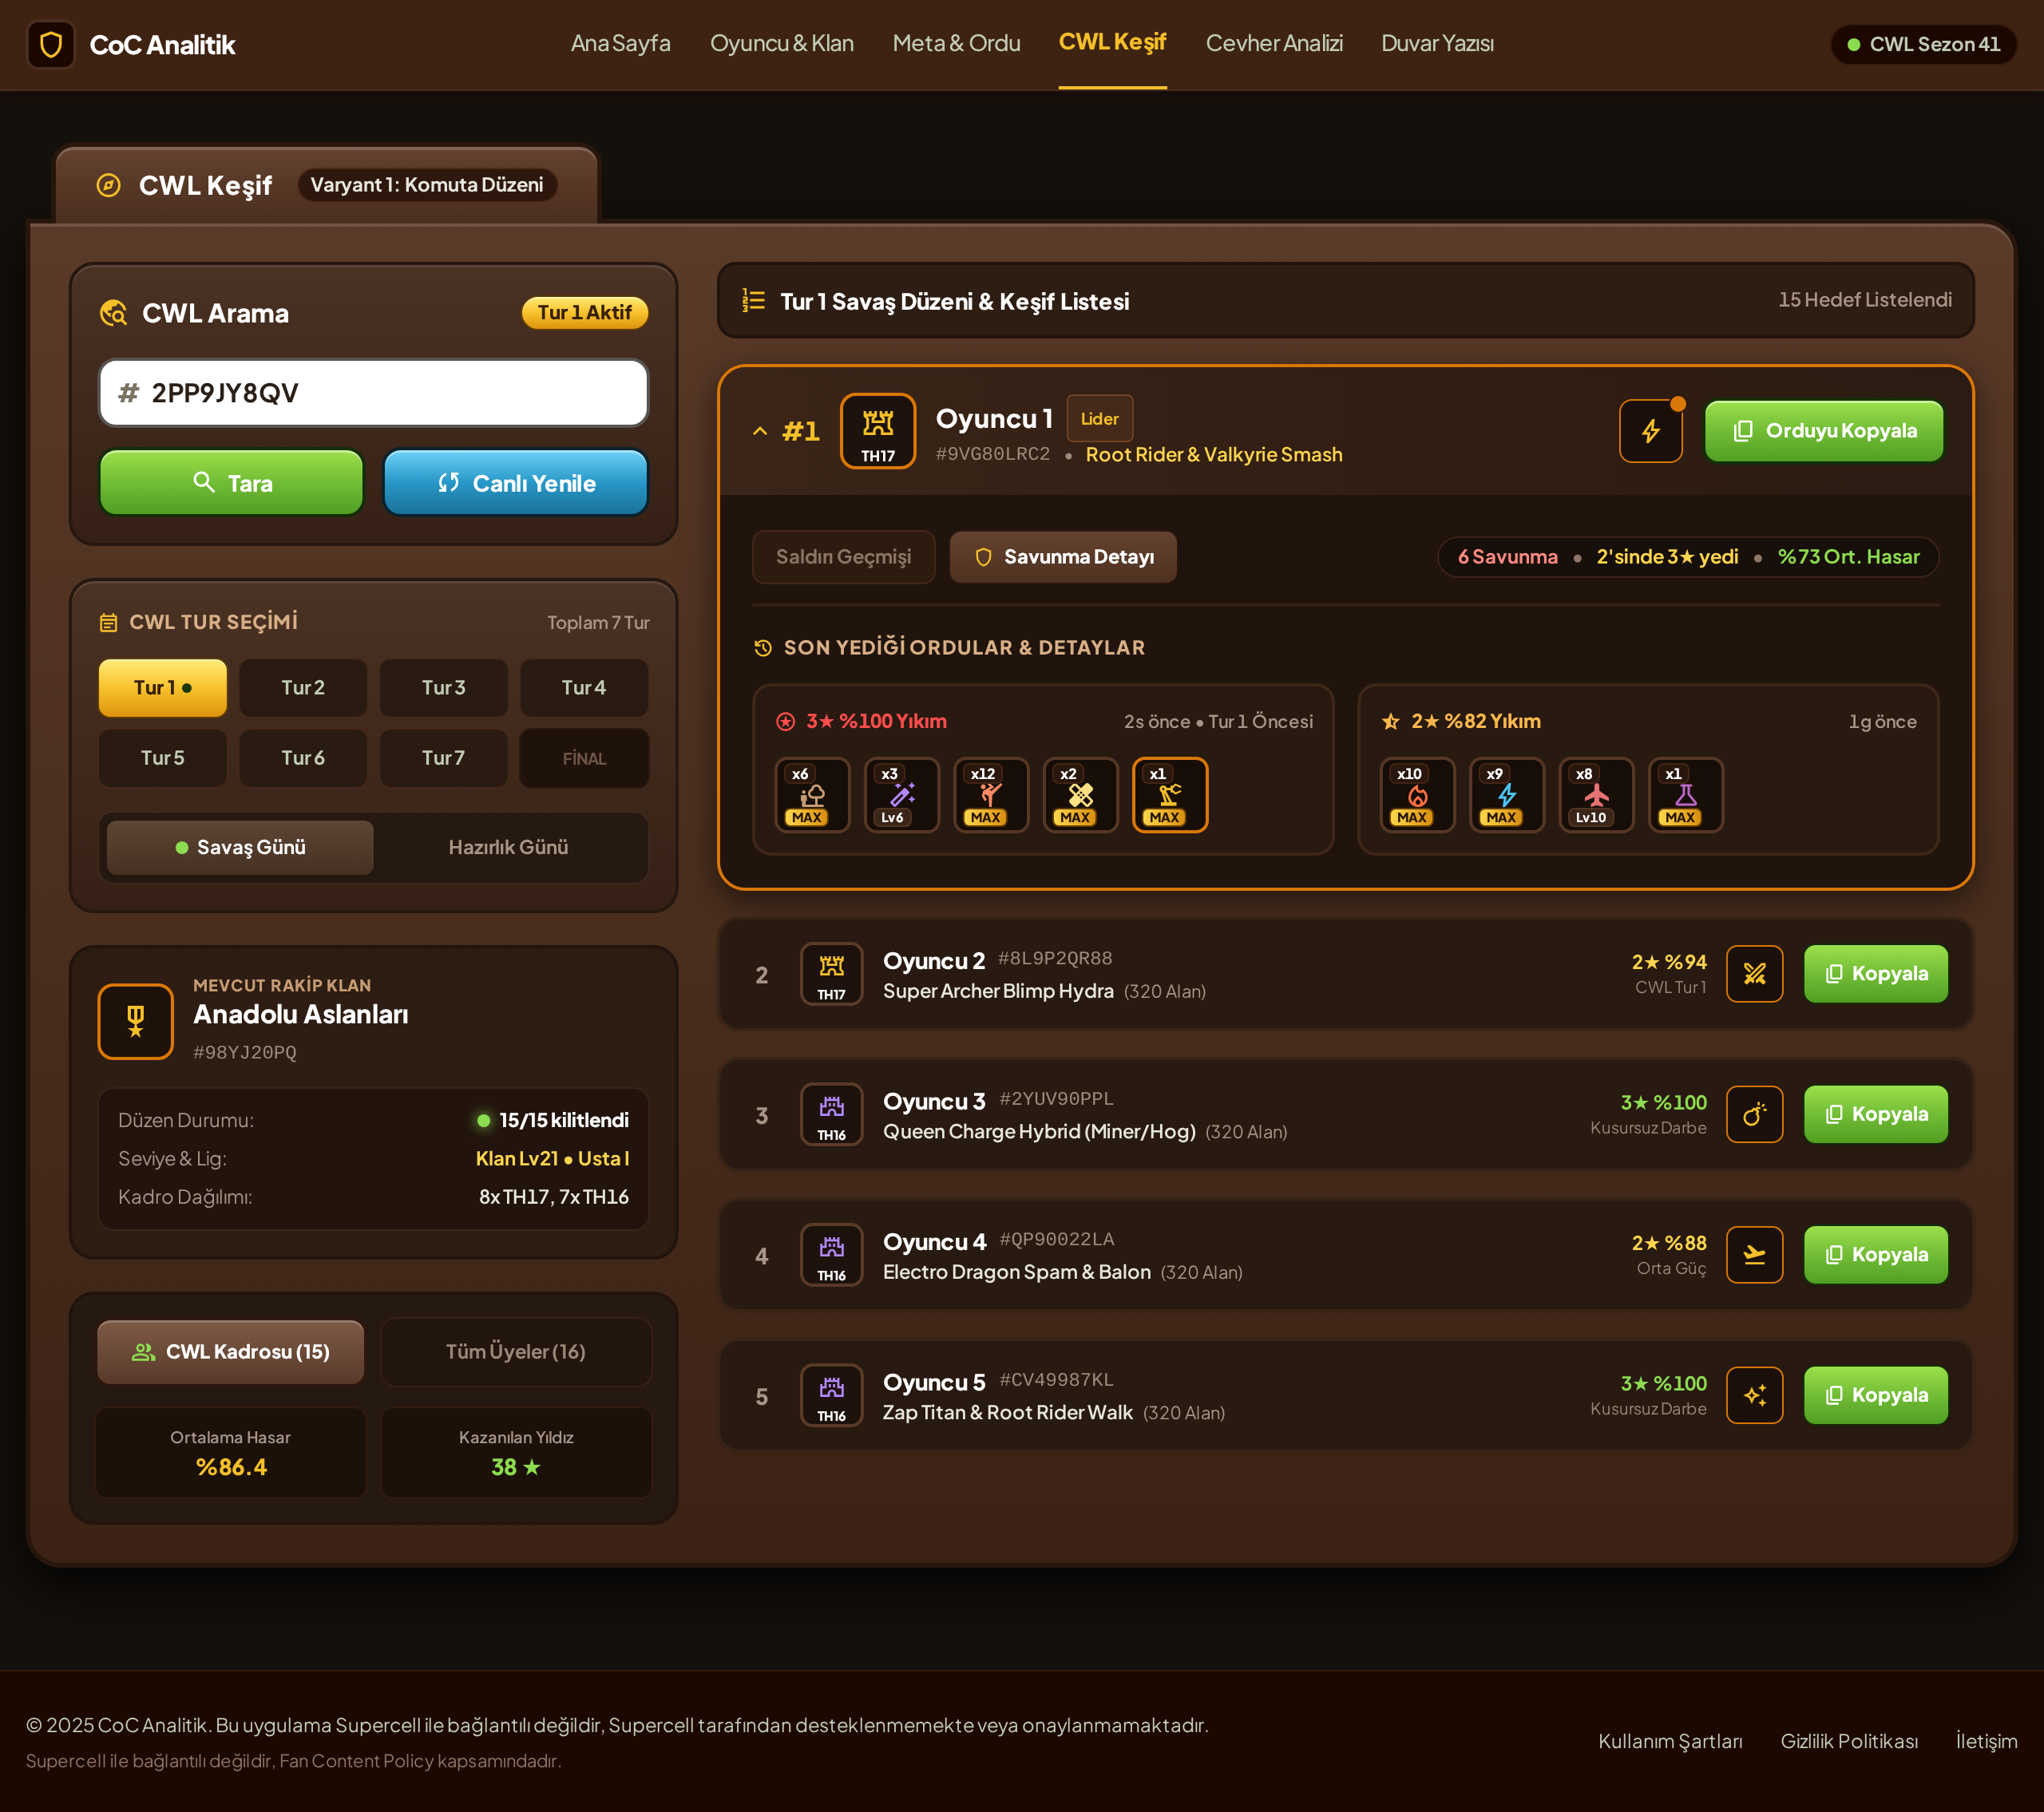 CoC Analitik
Ana Sayfa
Oyuncu & Klan
Meta & Ordu
CWL Keşif
Cevher Analizi
Duvar Yazısı
CWL Sezon 41
CWL Keşif
Varyant 1: Komuta Düzeni
CWL Arama
Tur 1 Aktif
# 2PP9JY8QV
Tara
Canlı Yenile
CWL TUR SEÇİMİ
Toplam 7 Tur
Tur 1
Tur 2
Tur 3
Tur 4
Tur 5
Tur 6
Tur 7
FİNAL
Savaş Günü
Hazırlık Günü
MEVCUT RAKİP KLAN
Anadolu Aslanları
#98YJ20PQ
Düzen Durumu:
15/15 kilitlendi
Seviye & Lig:
Klan Lv21 • Usta I
Kadro Dağılımı:
8x TH17, 7x TH16
CWL Kadrosu (15)
Tüm Üyeler (16)
Ortalama Hasar
%86.4
Kazanılan Yıldız
38 ★
Tur 1 Savaş Düzeni & Keşif Listesi
15 Hedef Listelendi
#1
TH17
Oyuncu 1
Lider
#9VG80LRC2 • Root Rider & Valkyrie Smash
Orduyu Kopyala
Saldırı Geçmişi
Savunma Detayı
6 Savunma • 2'sinde 3★ yedi • %73 Ort. Hasar
SON YEDİĞİ ORDULAR & DETAYLAR
3★ %100 Yıkım
2s önce • Tur 1 Öncesi
x6
MAX
x3
Lv6
x12
MAX
x2
MAX
x1
MAX
2★ %82 Yıkım
1g önce
x10
MAX
x9
MAX
x8
Lv10
x1
MAX
2
TH17
Oyuncu 2 #8L9P2QR88
Super Archer Blimp Hydra (320 Alan)
2★ %94
CWL Tur 1
Kopyala
3
TH16
Oyuncu 3 #2YUV90PPL
Queen Charge Hybrid (Miner/Hog) (320 Alan)
3★ %100
Kusursuz Darbe
Kopyala
4
TH16
Oyuncu 4 #QP90022LA
Electro Dragon Spam & Balon (320 Alan)
2★ %88
Orta Güç
Kopyala
5
TH16
Oyuncu 5 #CV49987KL
Zap Titan & Root Rider Walk (320 Alan)
3★ %100
Kusursuz Darbe
Kopyala
© 2025 CoC Analitik. Bu uygulama Supercell ile bağlantılı değildir, Supercell tarafından desteklenmemekte veya onaylanmamaktadır.
Supercell ile bağlantılı değildir, Fan Content Policy kapsamındadır.
Kullanım Şartları
Gizlilik Politikası
İletişim